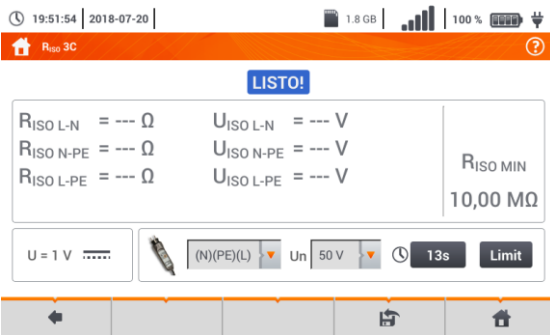 19:51:54 2018-07-20 1.8 GB 100 %
RISO 3C ?
LISTO!
RISO L-N = --- Ω UISO L-N = --- V
RISO N-PE = --- Ω UISO N-PE = --- V
RISO L-PE = --- Ω UISO L-PE = --- V
RISO MIN
10,00 MΩ
U = 1 V (N)(PE)(L) Un 50 V 13s Limit